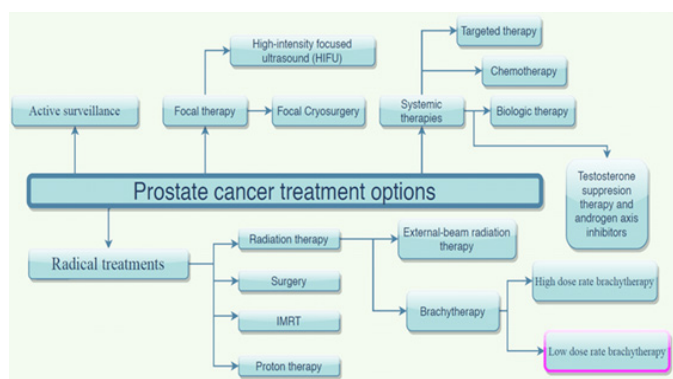 Targeted therapy
High-intensity focused
ultrasound (HIFU)
Chemotherapy
Active surveillance
Focal therapy
Focal Cryosurgery
Systemic
therapies
Biologic therapy
Prostate cancer treatment options
Testosterone
suppresion
therapy and
androgen axis
inhibitors
Radical treatments
Radiation therapy
External-beam radiation
therapy
Surgery
High dose rate brachytherapy
IMRT
Brachytherapy
Proton therapy
Low dose rate brachytherapy